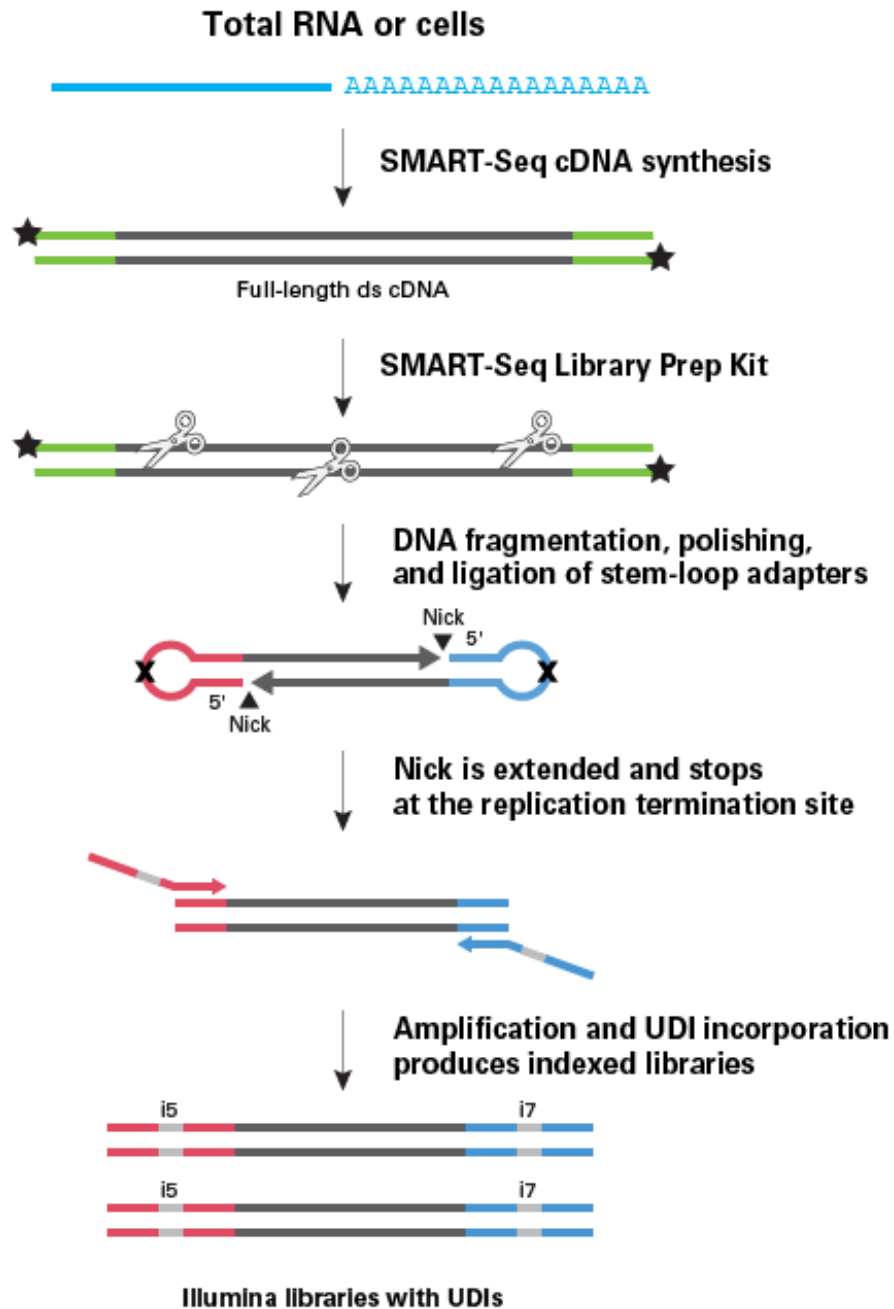 Total RNA or cells
AAAAAAAAAAAAAAAAA
SMART-Seq cDNA synthesis
Full-length ds cDNA
SMART-Seq Library Prep Kit
DNA fragmentation, polishing,
and ligation of stem-loop adapters
Nick
5'
X
X
5'
Nick
Nick is extended and stops
at the replication termination site
Amplification and UDI incorporation
produces indexed libraries
i5 i7
i5 i7
Illumina libraries with UDIs